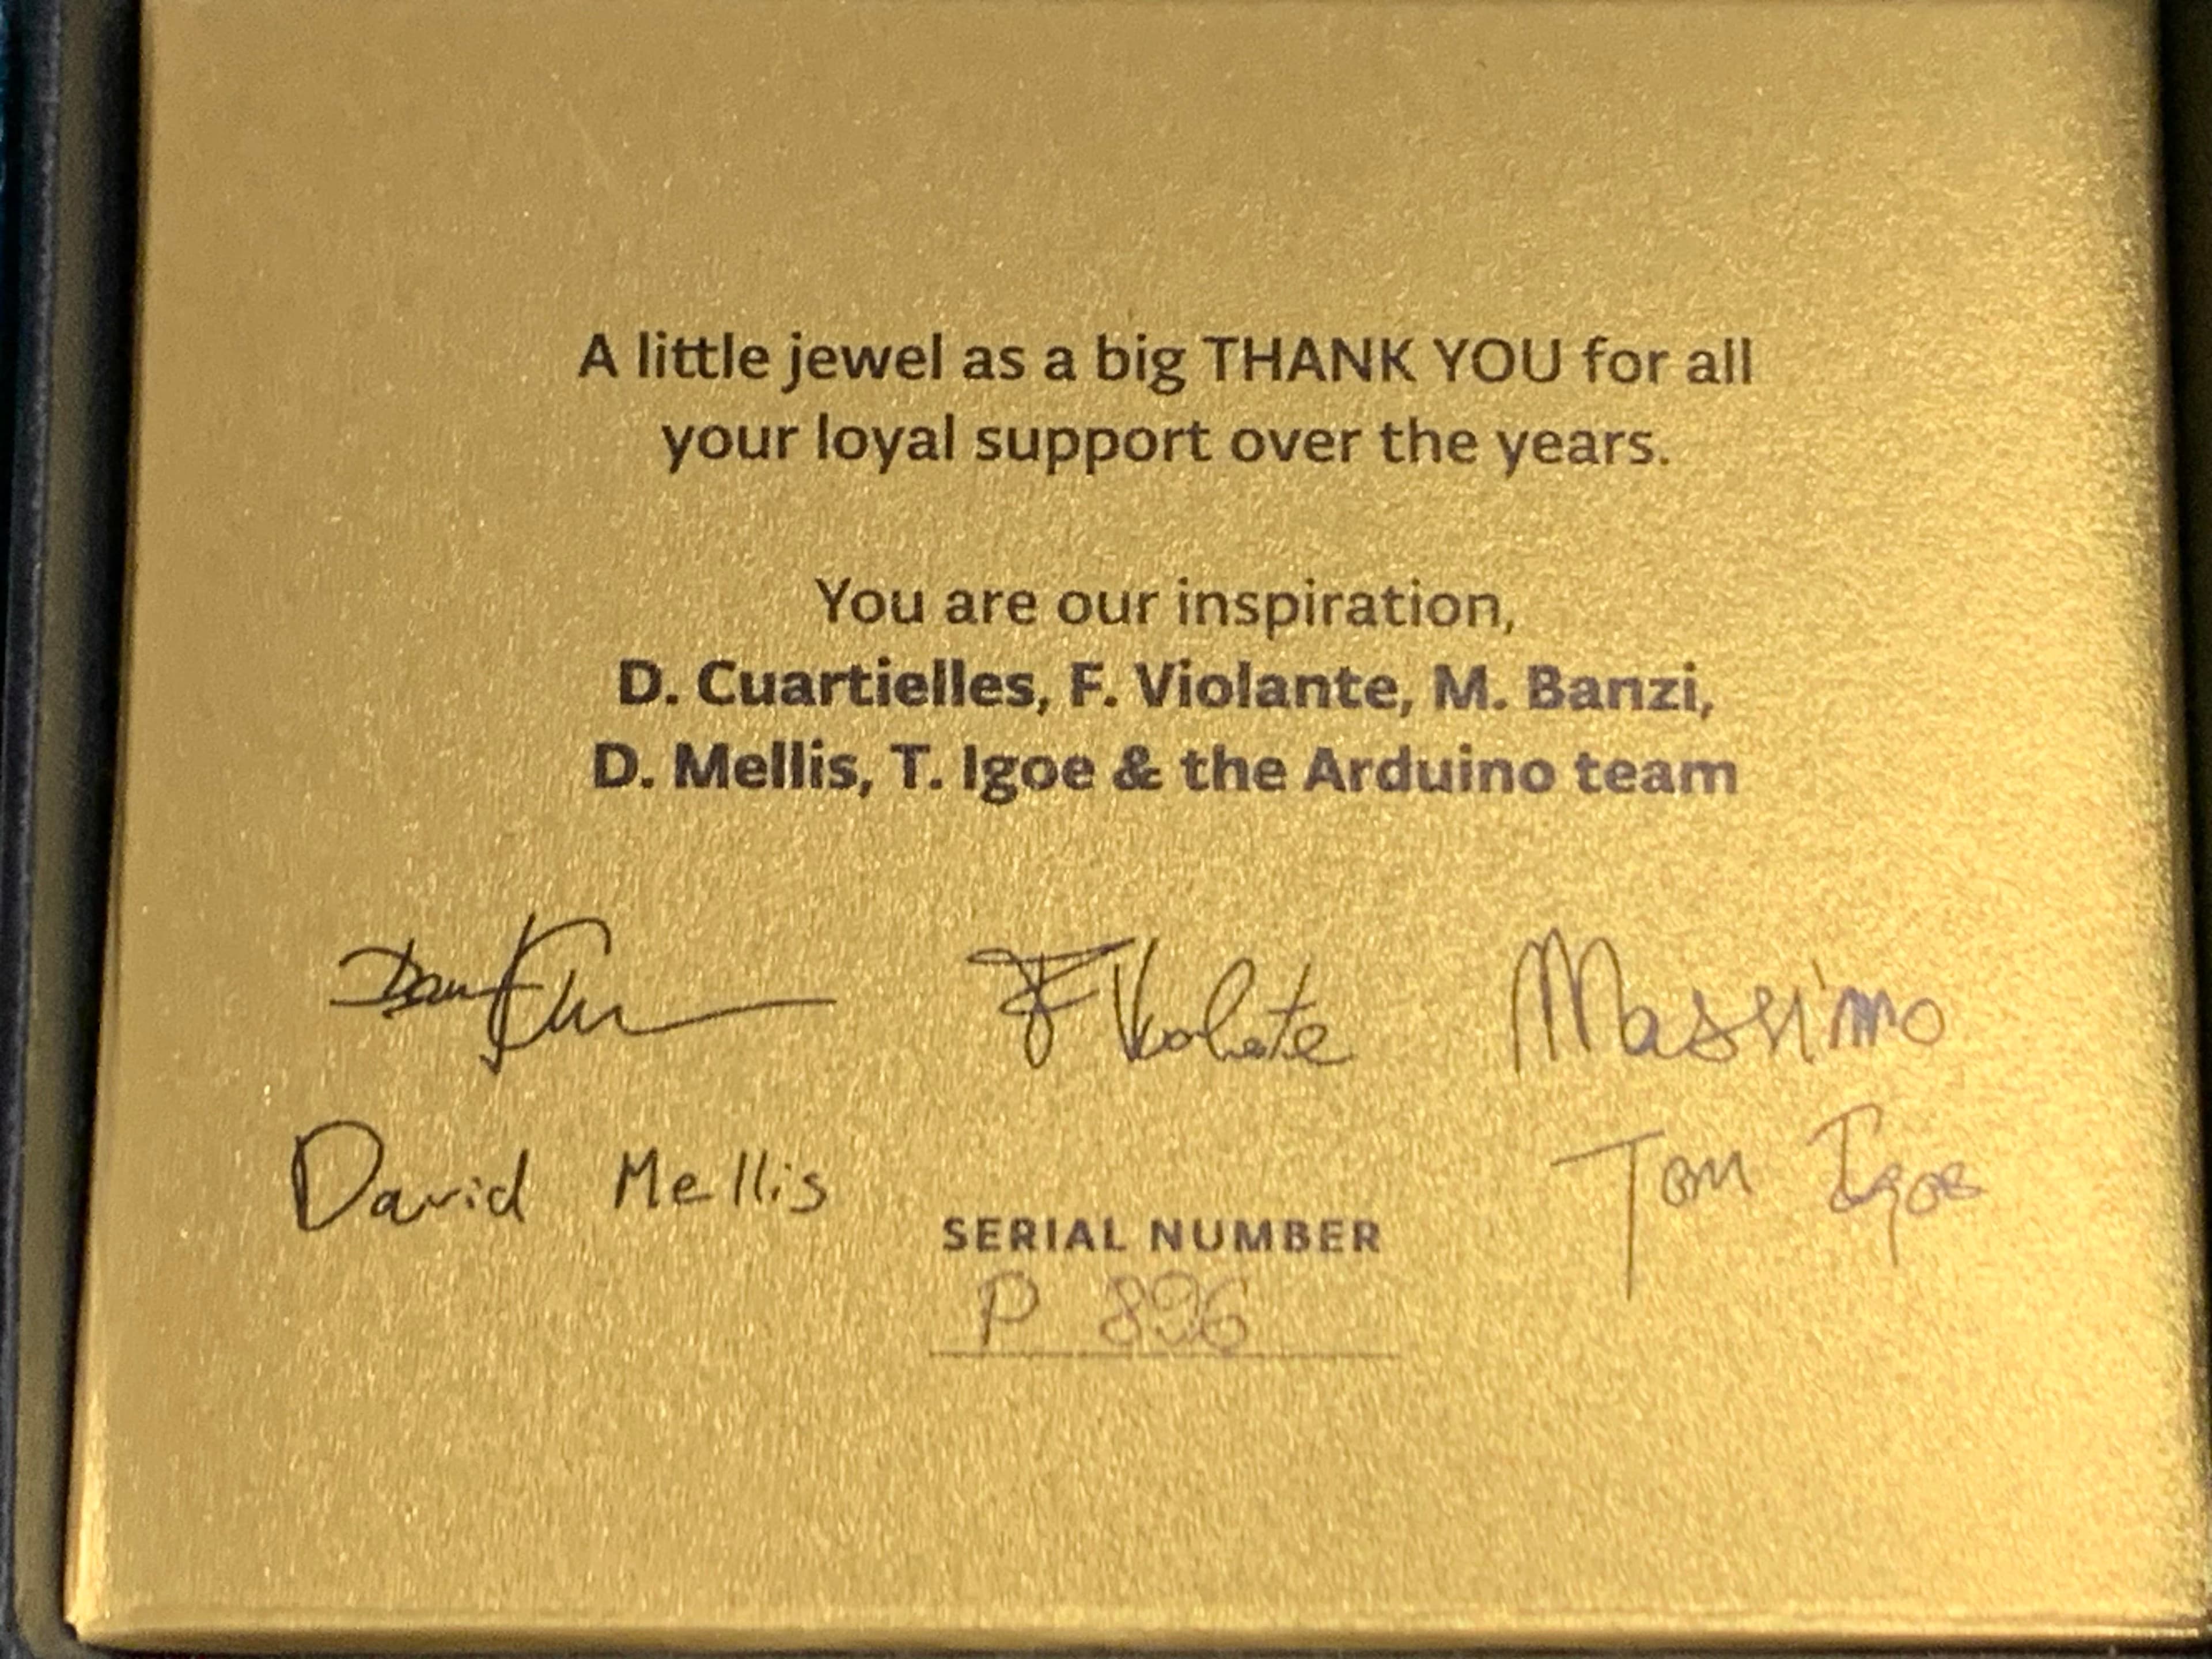 A little jewel as a big THANK YOU for all
your loyal support over the years.
You are our inspiration,
D. Cuartielles, F. Violante, M. Banzi,
D. Mellis, T. Igoe & the Arduino team
F Violante Massimo
David Mellis Tom Igoe
SERIAL NUMBER
P 896